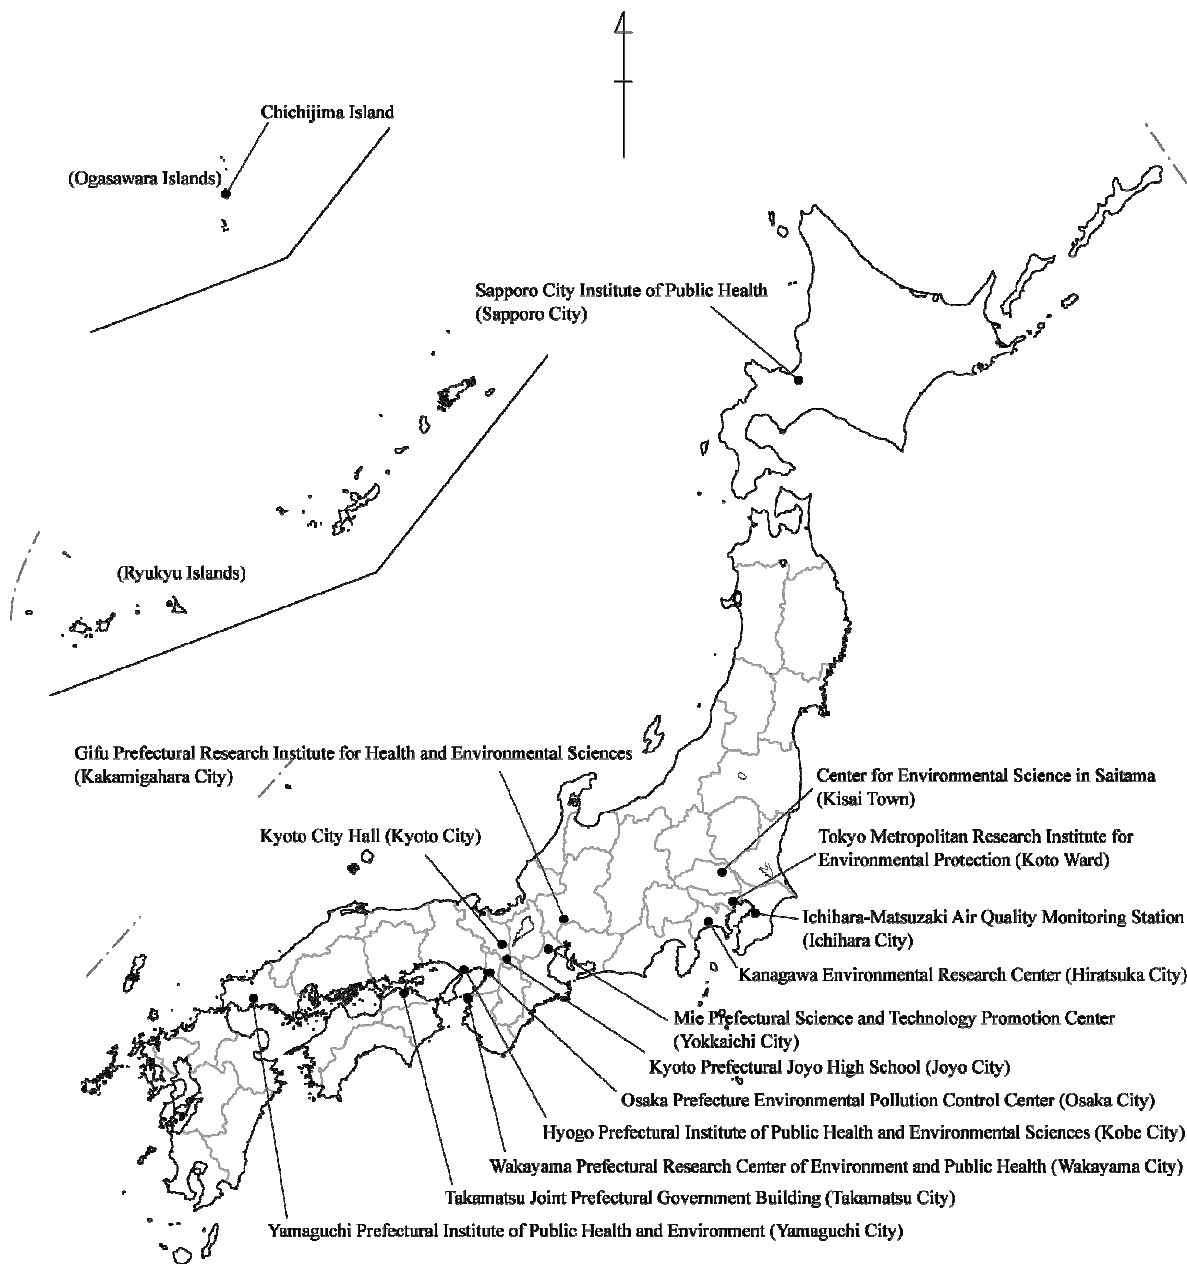 Chichijima Island
(Ogasawara Islands)
Sapporo City Institute of Public Health
(Sapporo City)
(Ryukyu Islands)
Gifu Prefectural Research Institute for Health and Environmental Sciences
(Kakamigahara City)
Center for Environmental Science in Saitama
(Kisai Town)
Kyoto City Hall (Kyoto City)
Tokyo Metropolitan Research Institute for
Environmental Protection (Koto Ward)
Ichihara-Matsuzaki Air Quality Monitoring Station
(Ichihara City)
Kanagawa Environmental Research Center (Hiratsuka City)
Mie Prefectural Science and Technology Promotion Center
(Yokkaichi City)
Kyoto Prefectural Joyo High School (Joyo City)
Osaka Prefecture Environmental Pollution Control Center (Osaka City)
Hyogo Prefectural Institute of Public Health and Environmental Sciences (Kobe City)
Wakayama Prefectural Research Center of Environment and Public Health (Wakayama City)
Takamatsu Joint Prefectural Government Building (Takamatsu City)
Yamaguchi Prefectural Institute of Public Health and Environment (Yamaguchi City)